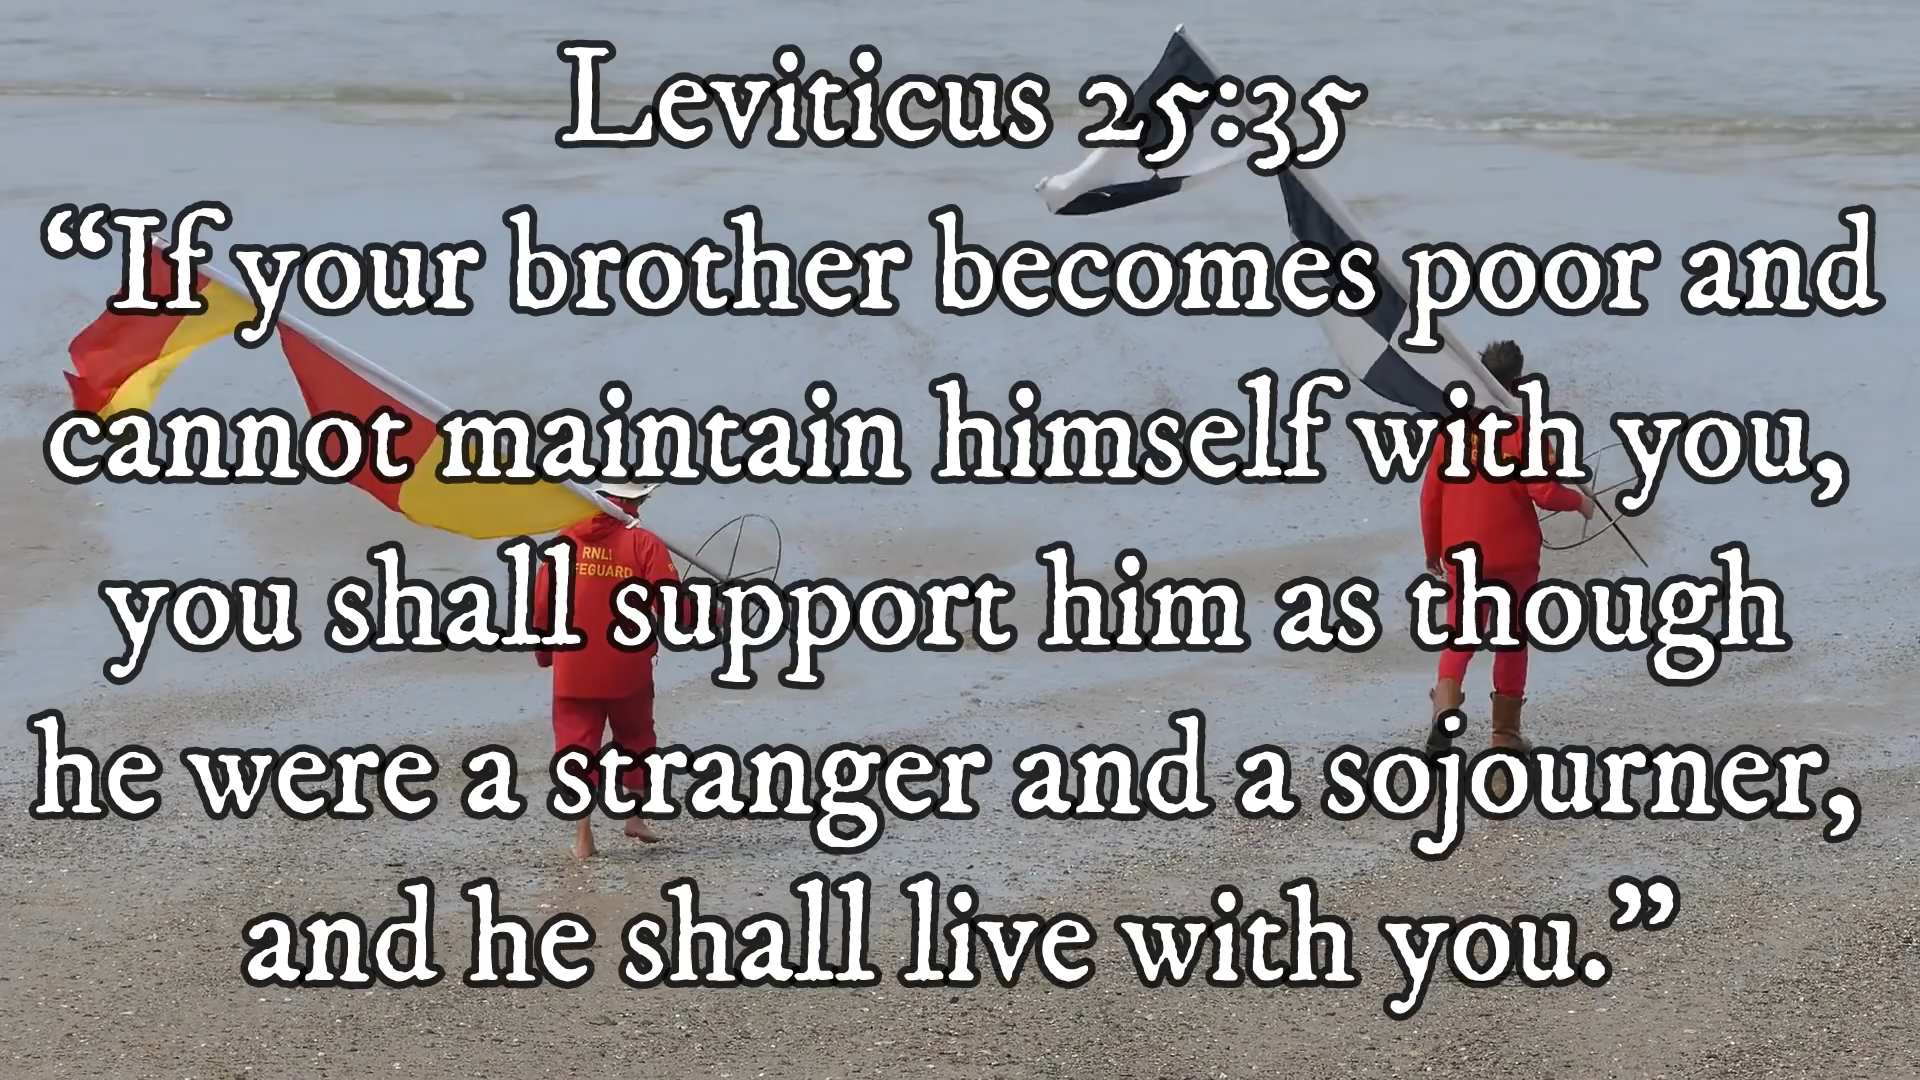 Leviticus 25:35
“If your brother becomes poor and
cannot maintain himself with you,
you shall support him as though
he were a stranger and a sojourner,
and he shall live with you.”
RNLI